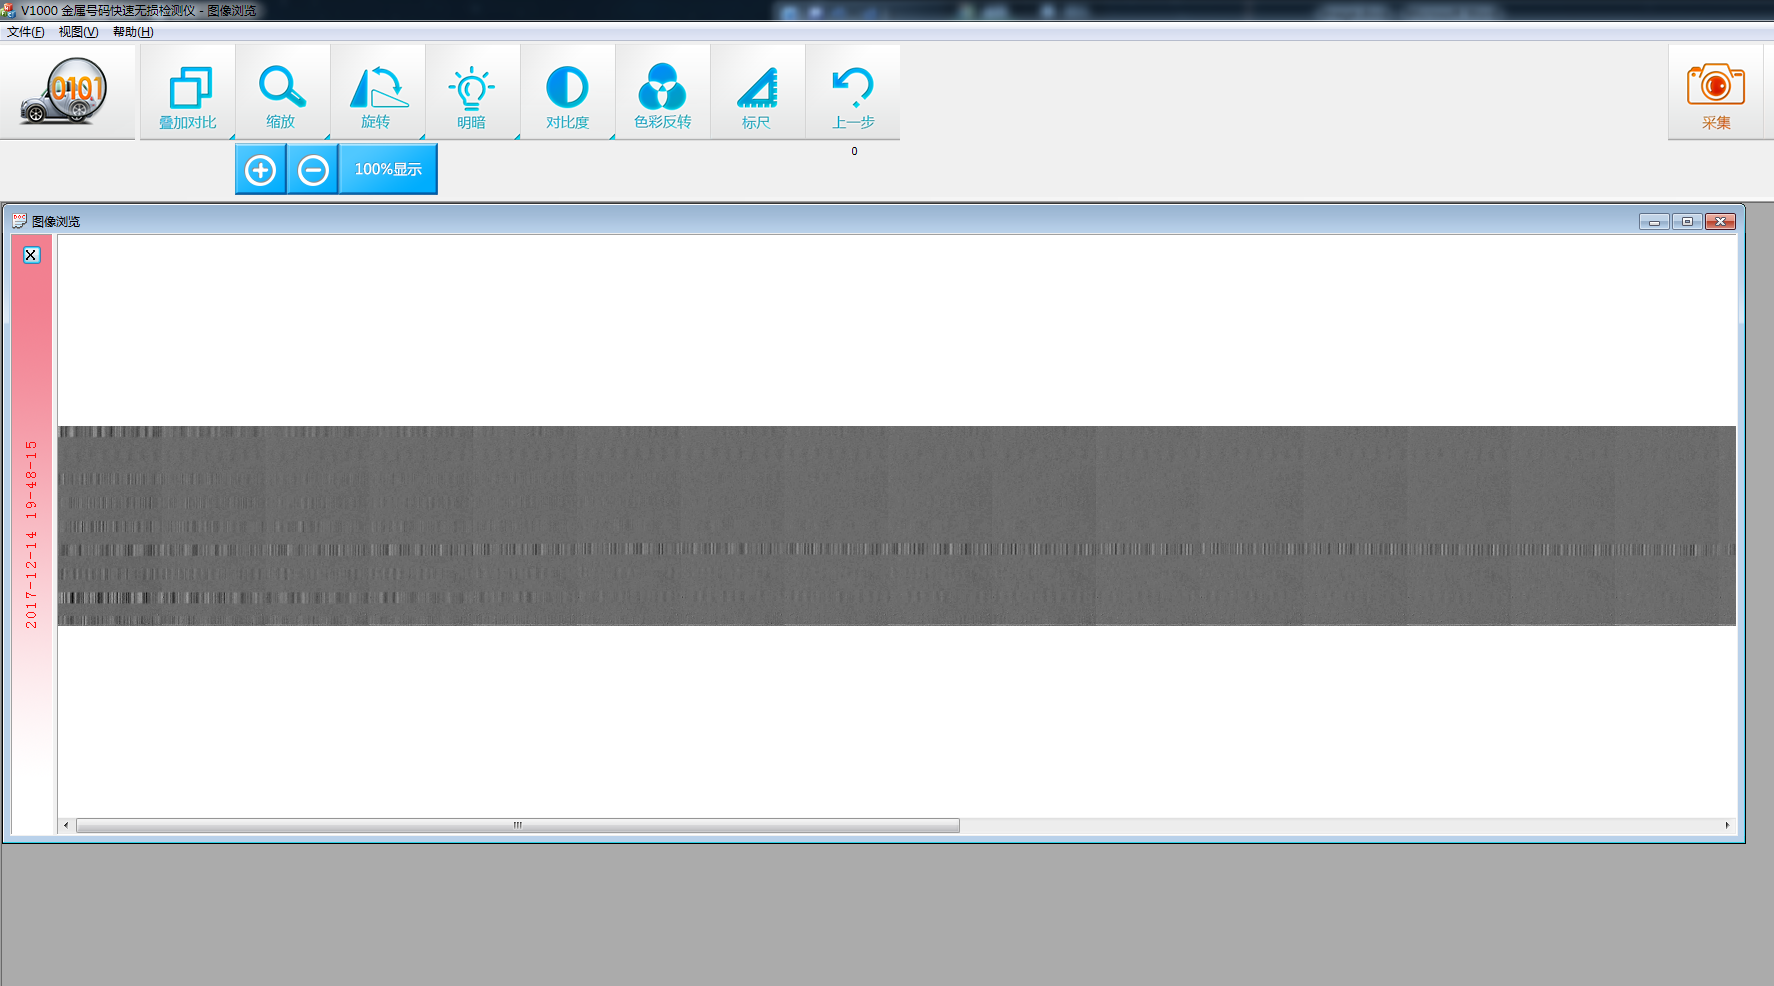 V1000 金属号码快速无损检测仪 - 图像浏览
文件(F) 视图(V) 帮助(H)
0101
叠加对比 缩放 旋转 明暗 对比度 色彩反转 标尺 上一步 采集
0
100%显示
图像浏览
X
2017-12-14 19-48-15